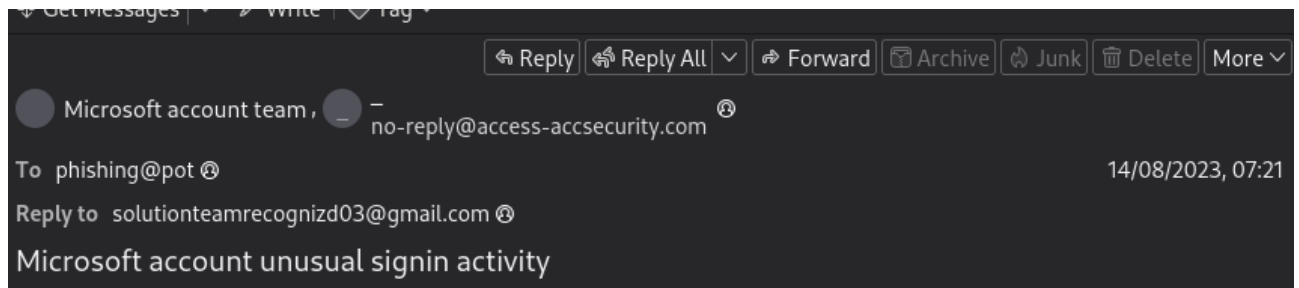 Get Messages Write Tag
Reply Reply All Forward Archive Junk Delete More
Microsoft account team , _ _
no-reply@access-accsecurity.com
To phishing@pot 14/08/2023, 07:21
Reply to solutionteamrecognizd03@gmail.com
Microsoft account unusual signin activity